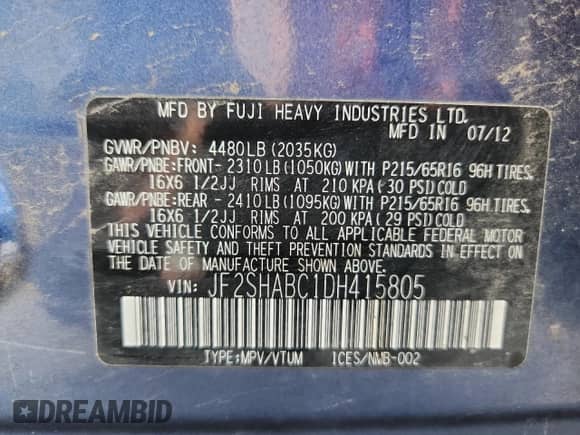 MFD BY FUJI HEAVY INDUSTRIES LTD.
MFD IN 07/12
GVWR/PNBV: 4480LB (2035KG)
GAWR/PNBE:FRONT- 2310LB (1050KG) WITH P215/65R16 96H TIRES,
16X6 1/2JJ RIMS AT 210 KPA (30 PSI) COLD
GAWR/PNBE:REAR - 2410LB (1095KG) WITH P215/65R16 96H TIRES,
16X6 1/2JJ RIMS AT 200 KPA (29 PSI) COLD
THIS VEHICLE CONFORMS TO ALL APPLICABLE FEDERAL MOTOR
VEHICLE SAFETY AND THEFT PREVENTION STANDARDS IN EFFECT
ON THE DATE OF MANUFACTURE SHOWN ABOVE.
VIN: JF2SHABC1DH415805
TYPE:MPV/VTUM ICES/NMB-002
DREAMBID